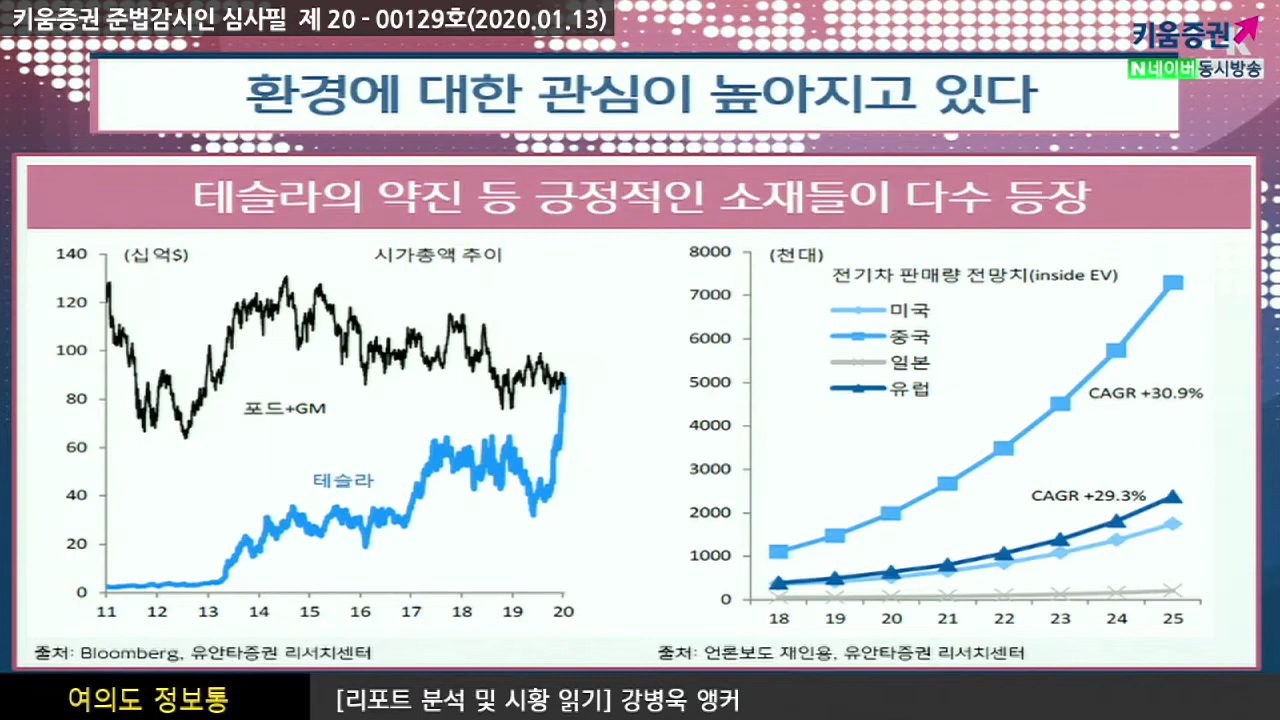 키움증권 준법감시인 심사필 제 20 - 00129호(2020.01.13)
키움증권
N네이버 동시방송
환경에 대한 관심이 높아지고 있다
테슬라의 약진 등 긍정적인 소재들이 다수 등장
140
120
100
80
60
40
20
0
(십억$)
시가총액 추이
포드+GM
테슬라
11 12 13 14 15 16 17 18 19 20
출처: Bloomberg, 유안타증권 리서치센터
8000
7000
6000
5000
4000
3000
2000
1000
0
(천대)
전기차 판매량 전망치(inside EV)
미국
중국
일본
유럽
CAGR +30.9%
CAGR +29.3%
18 19 20 21 22 23 24 25
출처: 언론보도 재인용, 유안타증권 리서치센터
여의도 정보통
[리포트 분석 및 시황 읽기] 강병욱 앵커